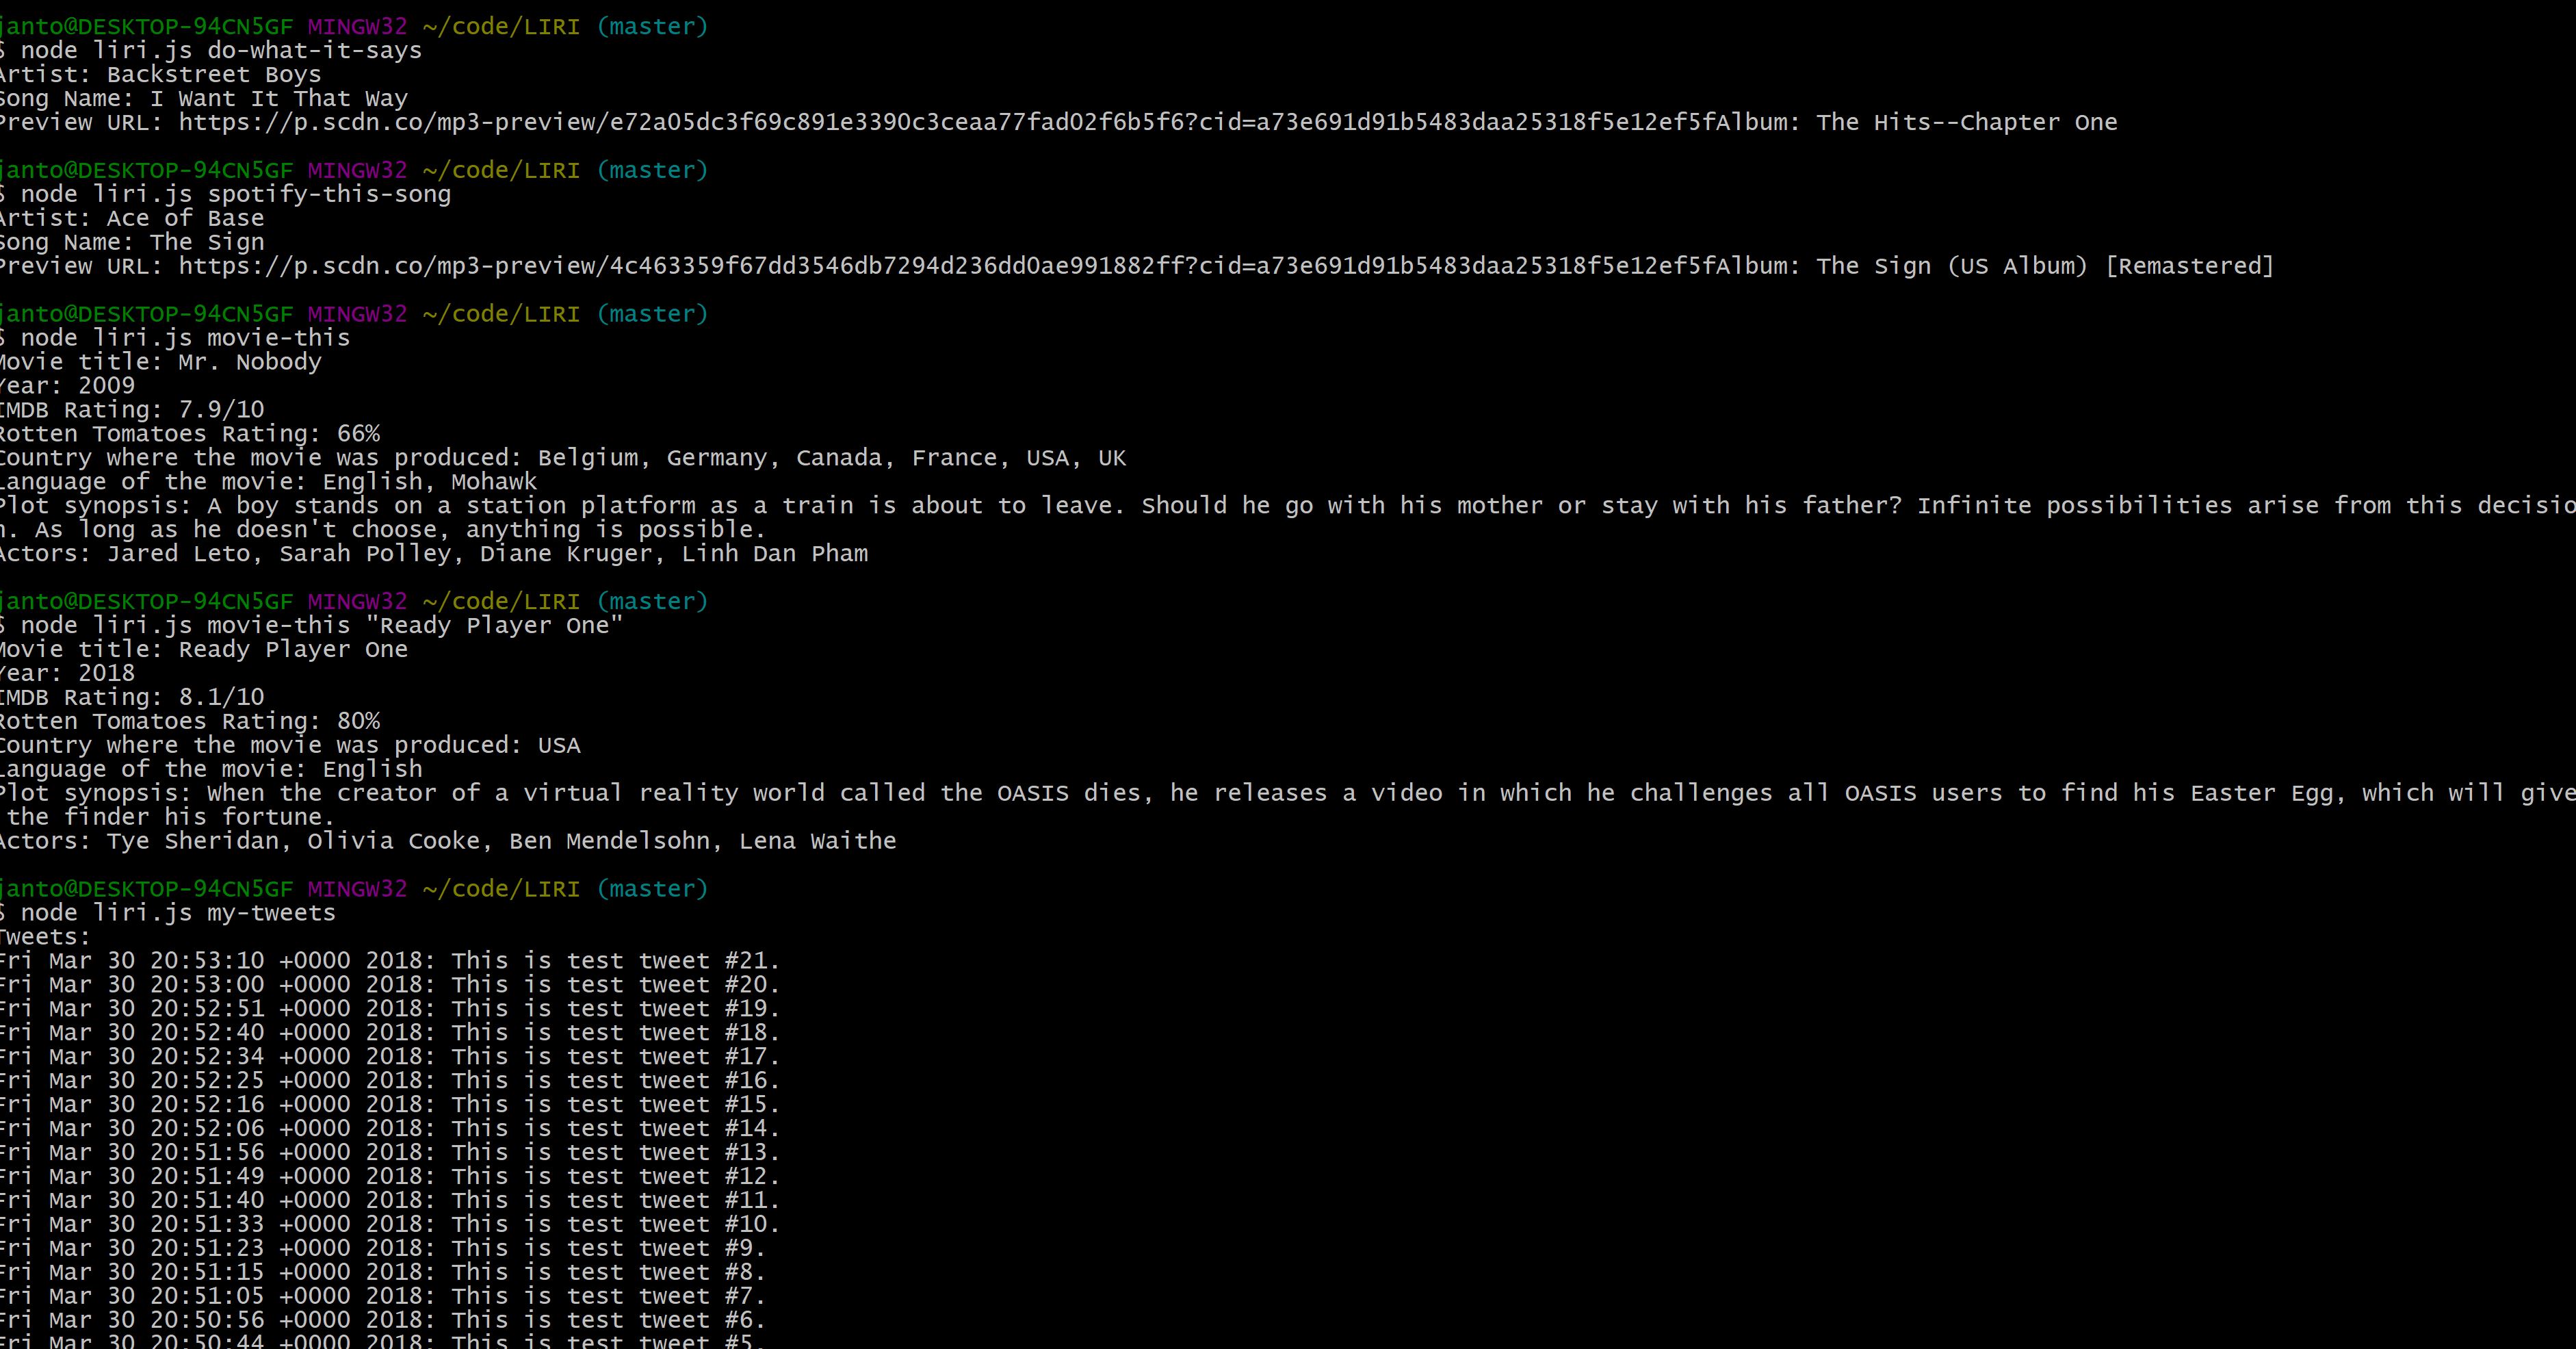 janto@DESKTOP-94CN5GF MINGW32 ~/code/LIRI (master)
$ node liri.js do-what-it-says
Artist: Backstreet Boys
Song Name: I Want It That Way
Preview URL: https://p.scdn.co/mp3-preview/e72a05dc3f69c891e3390c3ceaa77fad02f6b5f6?cid=a73e691d91b5483daa25318f5e12ef5fAlbum: The Hits--Chapter One
janto@DESKTOP-94CN5GF MINGW32 ~/code/LIRI (master)
$ node liri.js spotify-this-song
Artist: Ace of Base
Song Name: The Sign
Preview URL: https://p.scdn.co/mp3-preview/4c463359f67dd3546db7294d236dd0ae991882ff?cid=a73e691d91b5483daa25318f5e12ef5fAlbum: The Sign (US Album) [Remastered]
janto@DESKTOP-94CN5GF MINGW32 ~/code/LIRI (master)
$ node liri.js movie-this
Movie title: Mr. Nobody
Year: 2009
IMDB Rating: 7.9/10
Rotten Tomatoes Rating: 66%
Country where the movie was produced: Belgium, Germany, Canada, France, USA, UK
Language of the movie: English, Mohawk
Plot synopsis: A boy stands on a station platform as a train is about to leave. Should he go with his mother or stay with his father? Infinite possibilities arise from this decisio
n. As long as he doesn't choose, anything is possible.
Actors: Jared Leto, Sarah Polley, Diane Kruger, Linh Dan Pham
janto@DESKTOP-94CN5GF MINGW32 ~/code/LIRI (master)
$ node liri.js movie-this "Ready Player One"
Movie title: Ready Player One
Year: 2018
IMDB Rating: 8.1/10
Rotten Tomatoes Rating: 80%
Country where the movie was produced: USA
Language of the movie: English
Plot synopsis: When the creator of a virtual reality world called the OASIS dies, he releases a video in which he challenges all OASIS users to find his Easter Egg, which will give
the finder his fortune.
Actors: Tye Sheridan, Olivia Cooke, Ben Mendelsohn, Lena Waithe
janto@DESKTOP-94CN5GF MINGW32 ~/code/LIRI (master)
$ node liri.js my-tweets
Tweets:
Fri Mar 30 20:53:10 +0000 2018: This is test tweet #21.
Fri Mar 30 20:53:00 +0000 2018: This is test tweet #20.
Fri Mar 30 20:52:51 +0000 2018: This is test tweet #19.
Fri Mar 30 20:52:40 +0000 2018: This is test tweet #18.
Fri Mar 30 20:52:34 +0000 2018: This is test tweet #17.
Fri Mar 30 20:52:25 +0000 2018: This is test tweet #16.
Fri Mar 30 20:52:16 +0000 2018: This is test tweet #15.
Fri Mar 30 20:52:06 +0000 2018: This is test tweet #14.
Fri Mar 30 20:51:56 +0000 2018: This is test tweet #13.
Fri Mar 30 20:51:49 +0000 2018: This is test tweet #12.
Fri Mar 30 20:51:40 +0000 2018: This is test tweet #11.
Fri Mar 30 20:51:33 +0000 2018: This is test tweet #10.
Fri Mar 30 20:51:23 +0000 2018: This is test tweet #9.
Fri Mar 30 20:51:15 +0000 2018: This is test tweet #8.
Fri Mar 30 20:51:05 +0000 2018: This is test tweet #7.
Fri Mar 30 20:50:56 +0000 2018: This is test tweet #6.
Fri Mar 30 20:50:44 +0000 2018: This is test tweet #5.